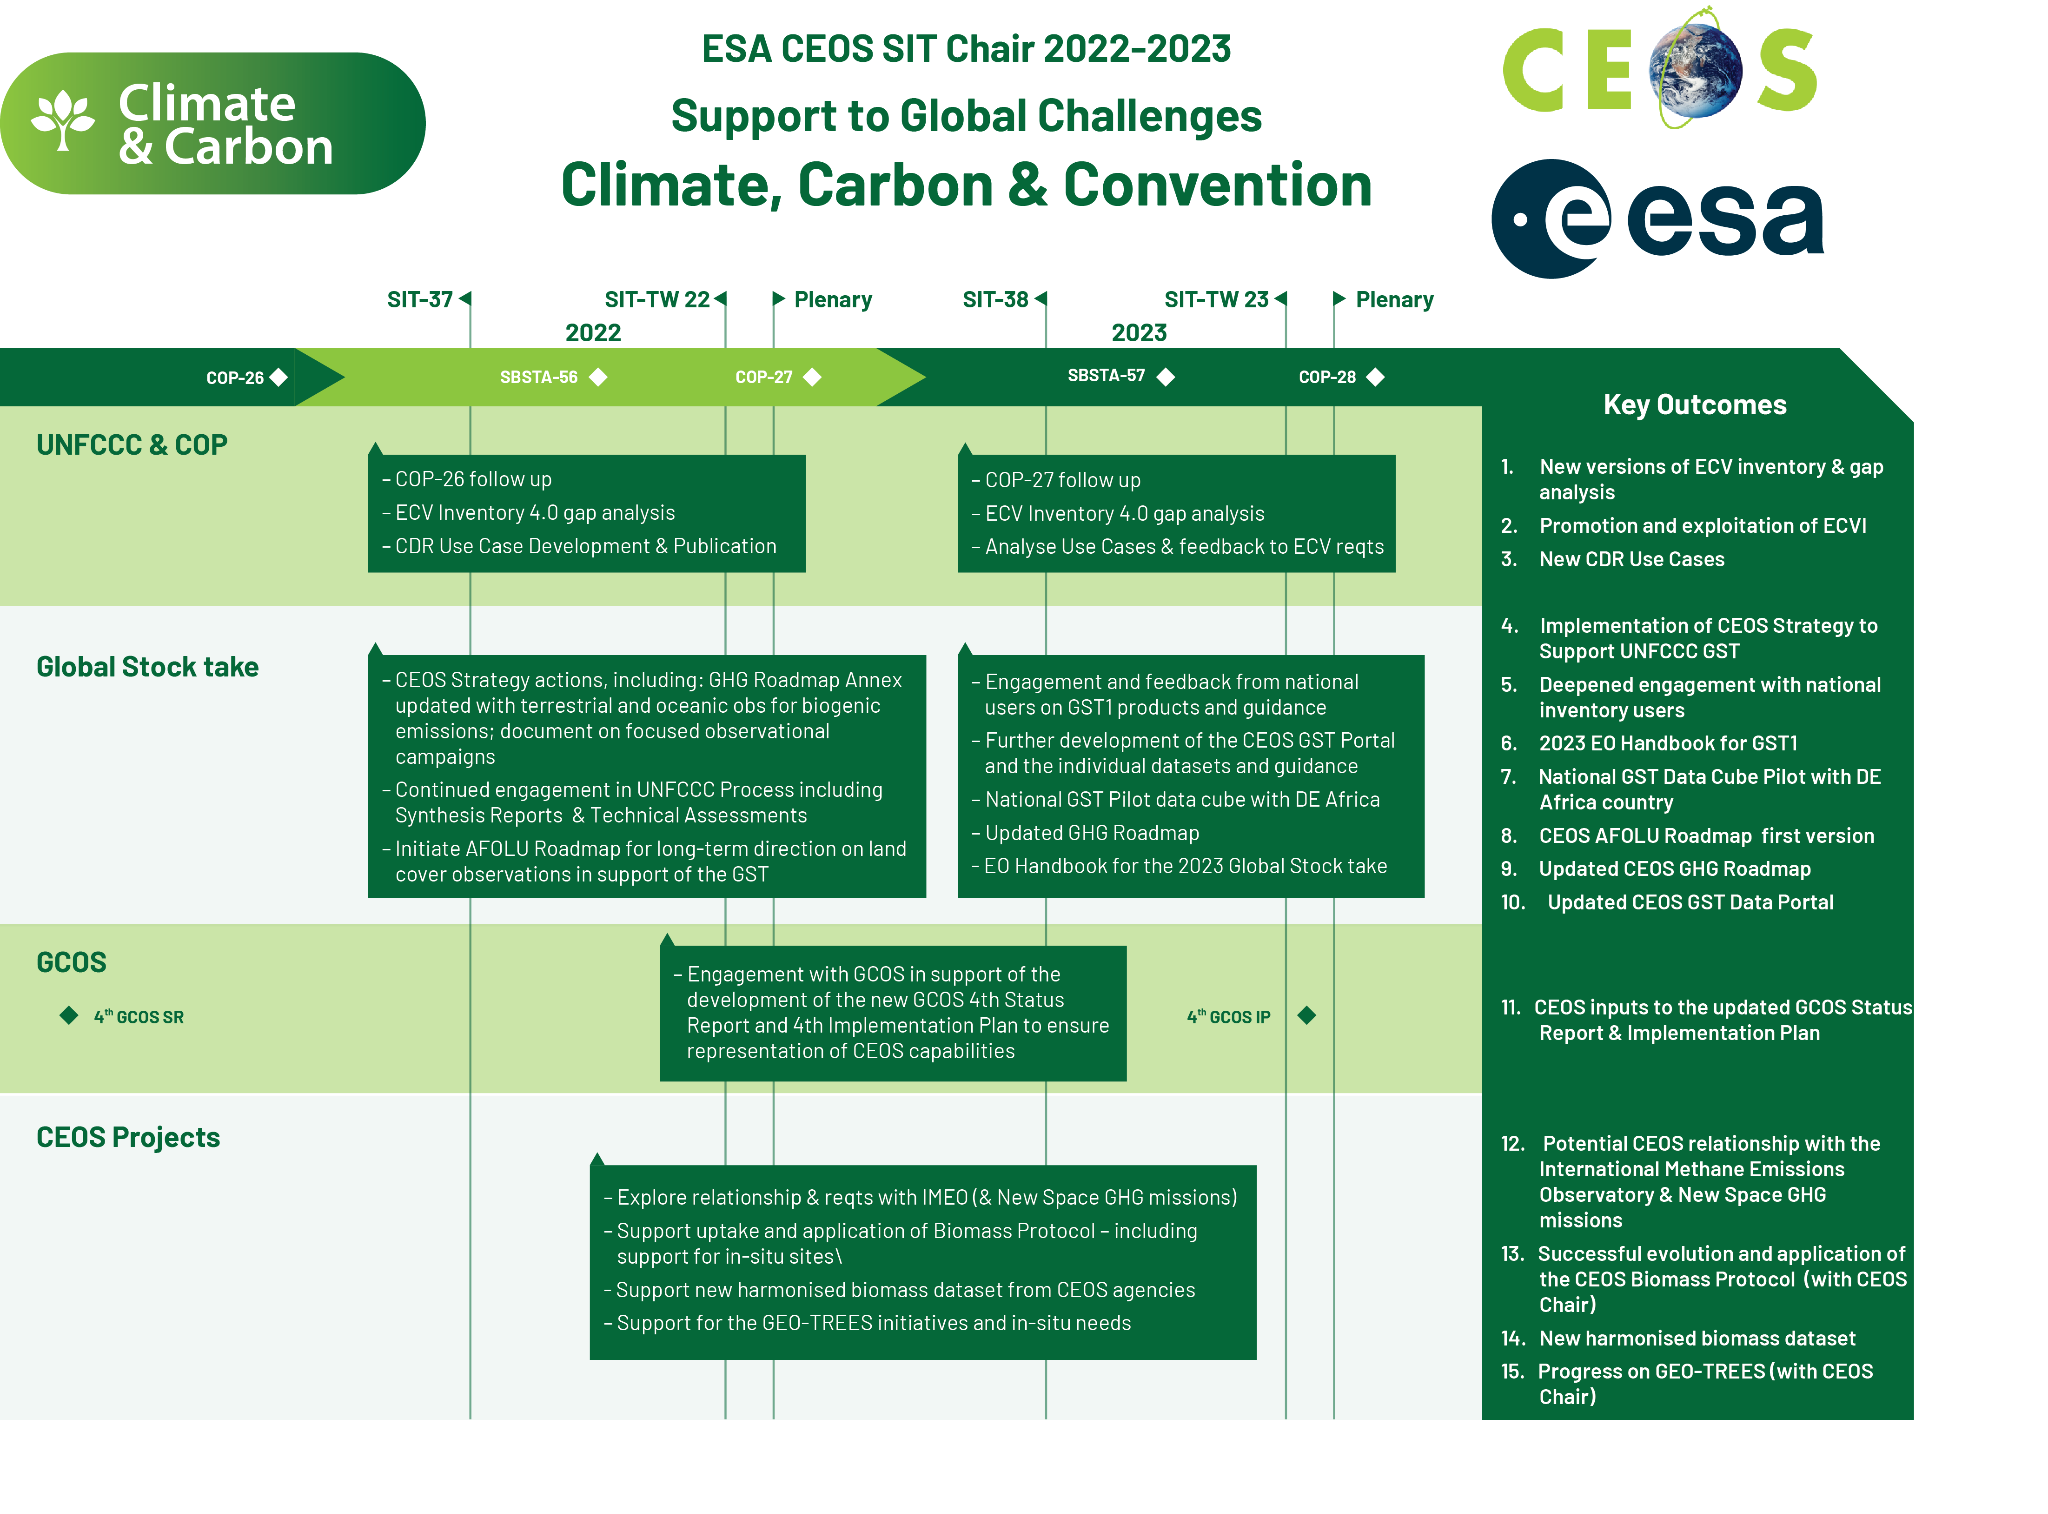 Climate
& Carbon
ESA CEOS SIT Chair 2022-2023
Support to Global Challenges
Climate, Carbon & Convention
CEOS
esa
SIT-37
SIT-TW 22
Plenary
SIT-38
SIT-TW 23
Plenary
2022
2023
COP-26
SBSTA-56
COP-27
SBSTA-57
COP-28
UNFCCC & COP
– COP-26 follow up
– ECV Inventory 4.0 gap analysis
– CDR Use Case Development & Publication
– COP-27 follow up
– ECV Inventory 4.0 gap analysis
– Analyse Use Cases & feedback to ECV reqts
Global Stock take
– CEOS Strategy actions, including: GHG Roadmap Annex
updated with terrestrial and oceanic obs for biogenic
emissions; document on focused observational
campaigns
– Continued engagement in UNFCCC Process including
Synthesis Reports & Technical Assessments
– Initiate AFOLU Roadmap for long-term direction on land
cover observations in support of the GST
– Engagement and feedback from national
users on GST1 products and guidance
– Further development of the CEOS GST Portal
and the individual datasets and guidance
– National GST Pilot data cube with DE Africa
– Updated GHG Roadmap
– EO Handbook for the 2023 Global Stock take
GCOS
4th GCOS SR
– Engagement with GCOS in support of the
development of the new GCOS 4th Status
Report and 4th Implementation Plan to ensure
representation of CEOS capabilities
4th GCOS IP
CEOS Projects
– Explore relationship & reqts with IMEO (& New Space GHG missions)
– Support uptake and application of Biomass Protocol – including
support for in-situ sites\
– Support new harmonised biomass dataset from CEOS agencies
– Support for the GEO-TREES initiatives and in-situ needs
Key Outcomes
1. New versions of ECV inventory & gap
analysis
2. Promotion and exploitation of ECVI
3. New CDR Use Cases
4. Implementation of CEOS Strategy to
Support UNFCCC GST
5. Deepened engagement with national
inventory users
6. 2023 EO Handbook for GST1
7. National GST Data Cube Pilot with DE
Africa country
8. CEOS AFOLU Roadmap first version
9. Updated CEOS GHG Roadmap
10. Updated CEOS GST Data Portal
11. CEOS inputs to the updated GCOS Status
Report & Implementation Plan
12. Potential CEOS relationship with the
International Methane Emissions
Observatory & New Space GHG
missions
13. Successful evolution and application of
the CEOS Biomass Protocol (with CEOS
Chair)
14. New harmonised biomass dataset
15. Progress on GEO-TREES (with CEOS
Chair)